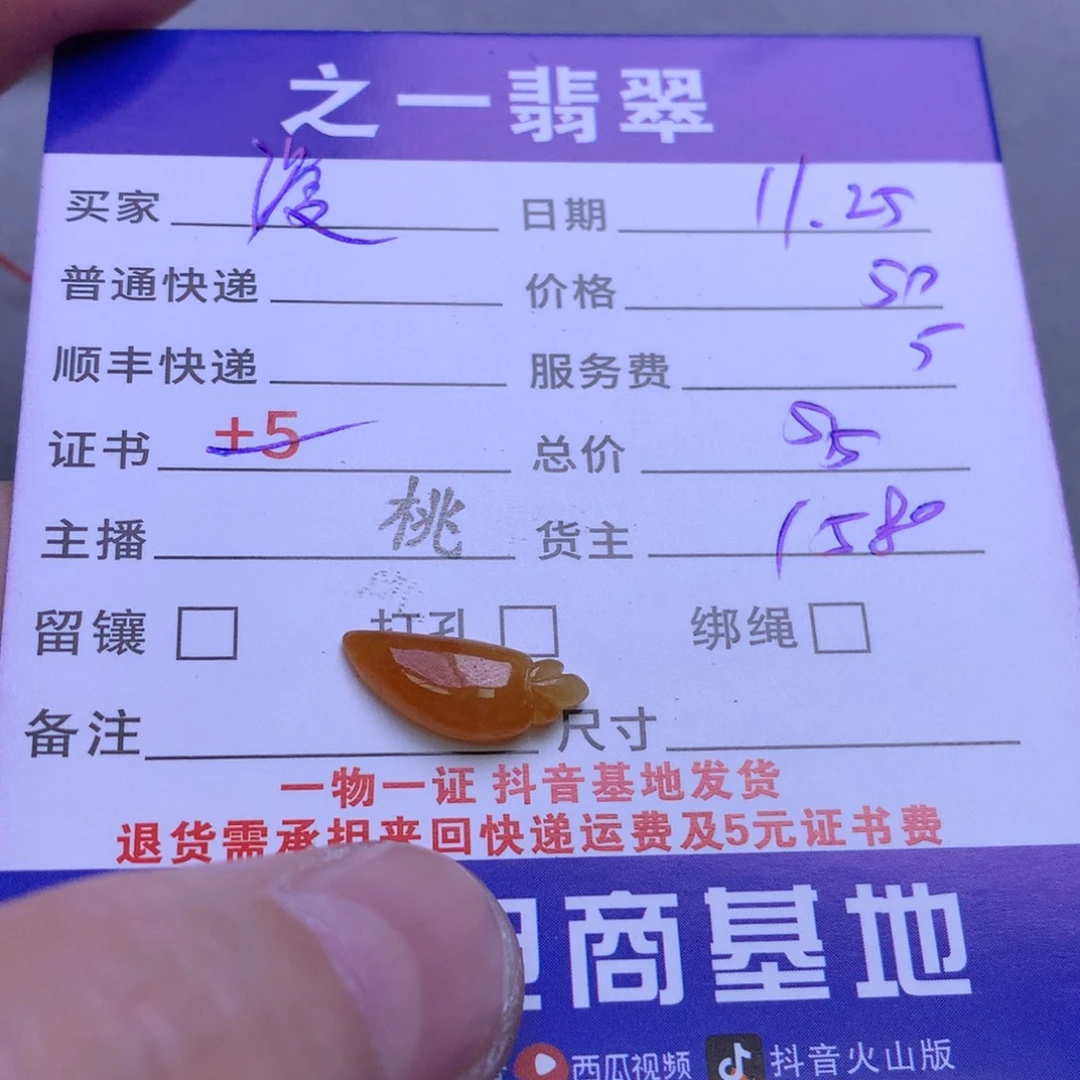 之一翡翠
买家 日期 11.25
普通快递 价格 50
顺丰快递 服务费 5
证书 +5 总价 55
主播 桃 货主 1580
留镶 打孔 绑绳
备注 尺寸
一物一证 抖音基地发货
退货需承担来回快递运费及5元证书费
商基地
西瓜视频 抖音火山版